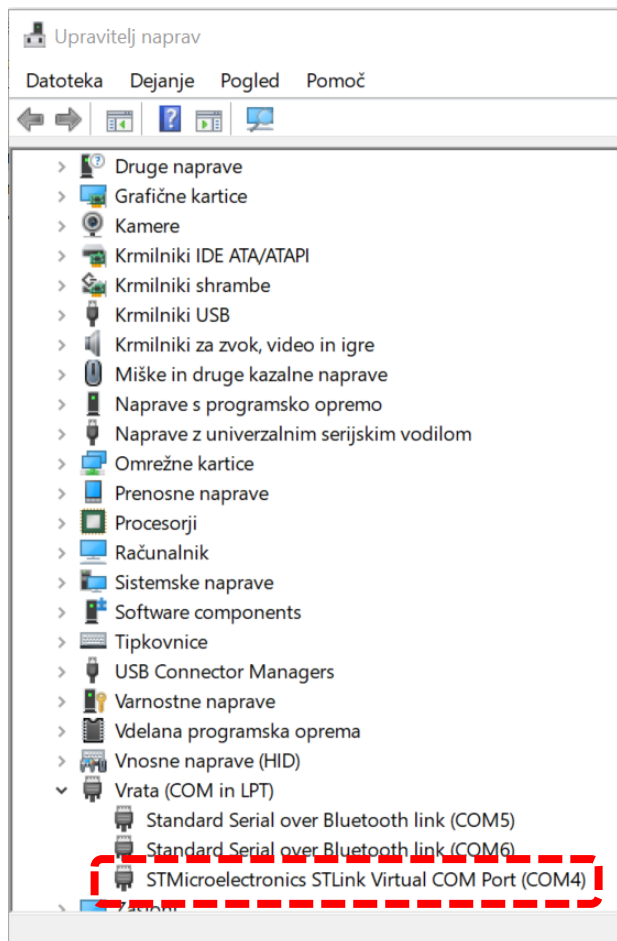 Upravitelj naprav
Datoteka Dejanje Pogled Pomoč
Druge naprave
Grafične kartice
Kamere
Krmilniki IDE ATA/ATAPI
Krmilniki shrambe
Krmilniki USB
Krmilniki za zvok, video in igre
Miške in druge kazalne naprave
Naprave s programsko opremo
Naprave z univerzalnim serijskim vodilom
Omrežne kartice
Prenosne naprave
Procesorji
Računalnik
Sistemske naprave
Software components
Tipkovnice
USB Connector Managers
Varnostne naprave
Vdelana programska oprema
Vnosne naprave (HID)
Vrata (COM in LPT)
Standard Serial over Bluetooth link (COM5)
Standard Serial over Bluetooth link (COM6)
STMicroelectronics STLink Virtual COM Port (COM4)
Zasloni